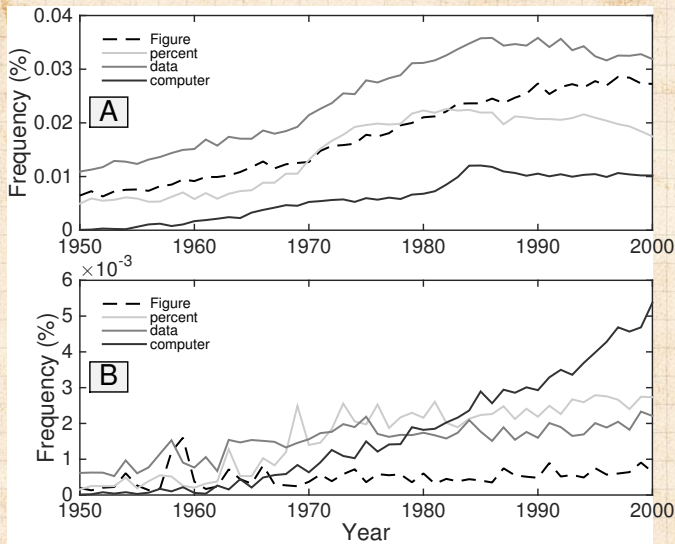 0.04
0.03
0.02
0.01
0
Frequency (%)
Figure
percent
data
computer
A
1950 1960 1970 1980 1990 2000
×10-3
6
5
4
3
2
1
0
Frequency (%)
Figure
percent
data
computer
B
1950 1960 1970 1980 1990 2000
Year